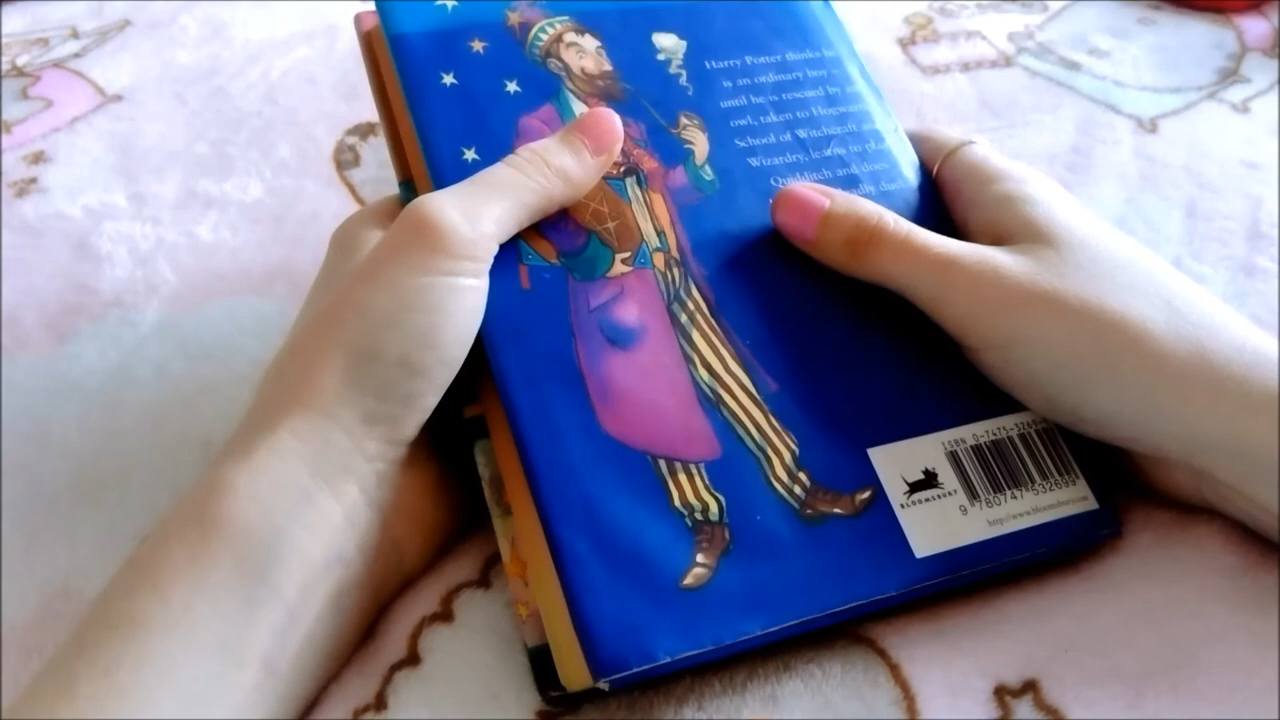 Harry Potter thinks he
is an ordinary boy –
until he is rescued by an
owl, taken to Hogwarts
School of Witchcraft and
Wizardry, learns to play
Quidditch and does
ISBN 0-7475-3269-
BLOOMSBURY
9 780747 532699
http://www.bloomsbury.com